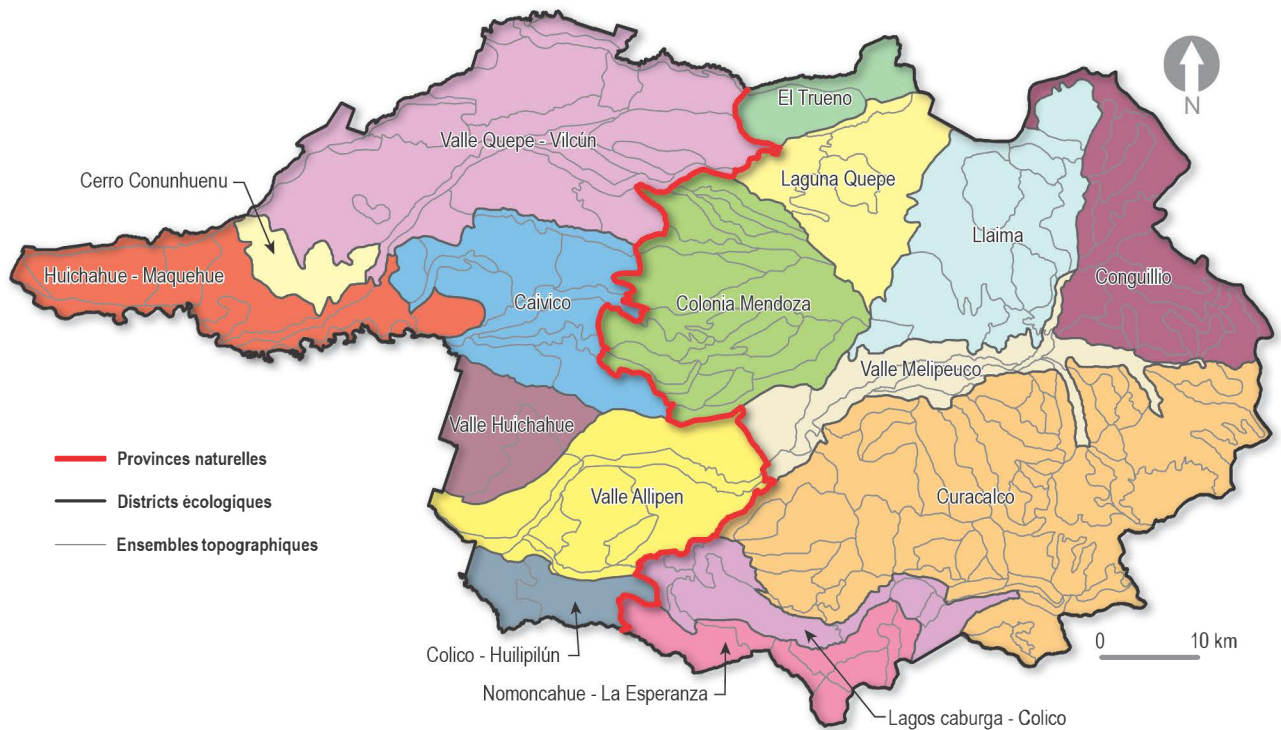 El Trueno
N
Valle Quepe - Vilcún
Cerro Conunhuenu
Laguna Quepe
Llaima
Huichahue - Maquehue
Conguillio
Caivico
Colonia Mendoza
Valle Melipeuco
Valle Huichahue
Provinces naturelles
Districts écologiques
Ensembles topographiques
Valle Allipen
Curacalco
0 10 km
Colico - Huilipilún
Nomoncahue - La Esperanza
Lagos caburga - Colico